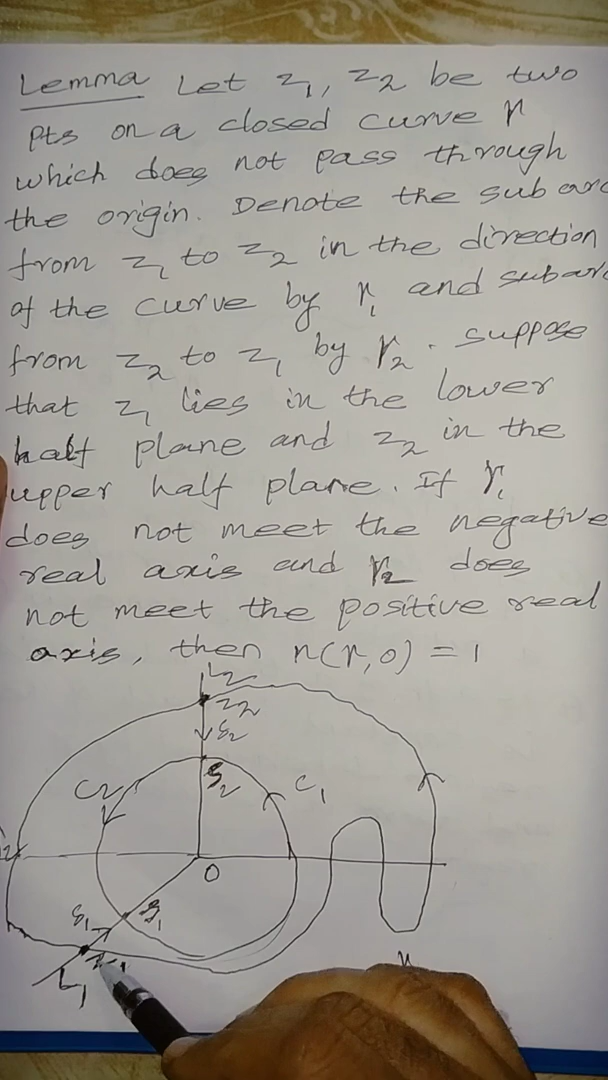 Lemma Let z1, z2 be two
pts on a closed curve γ
which does not pass through
the origin. Denote the sub arc
from z1 to z2 in the direction
of the curve by γ1 and subarc
from z2 to z1 by γ2. suppose
that z1 lies in the lower
half plane and z2 in the
upper half plane. If γ1
does not meet the negative
real axis and γ2 does
not meet the positive real
axis, then n(γ,0) = 1
L2
z2
δ2
ξ2
C2
C1
0
δ1
ξ1
z1
L1